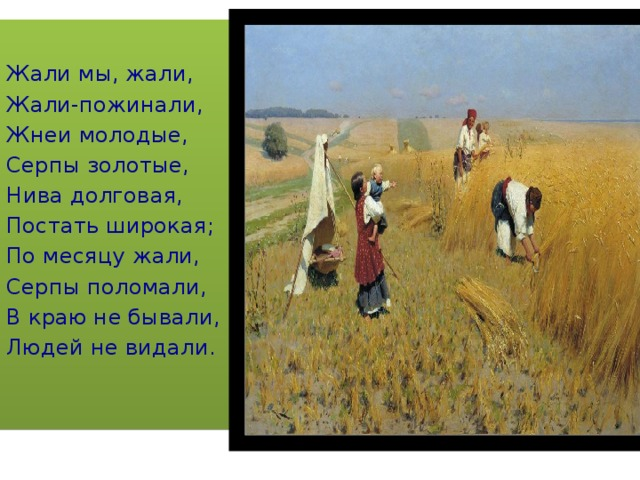 Жали мы, жали,
Жали-пожинали,
Жнеи молодые,
Серпы золотые,
Нива долговая,
Постать широкая;
По месяцу жали,
Серпы поломали,
В краю не бывали,
Людей не видали.